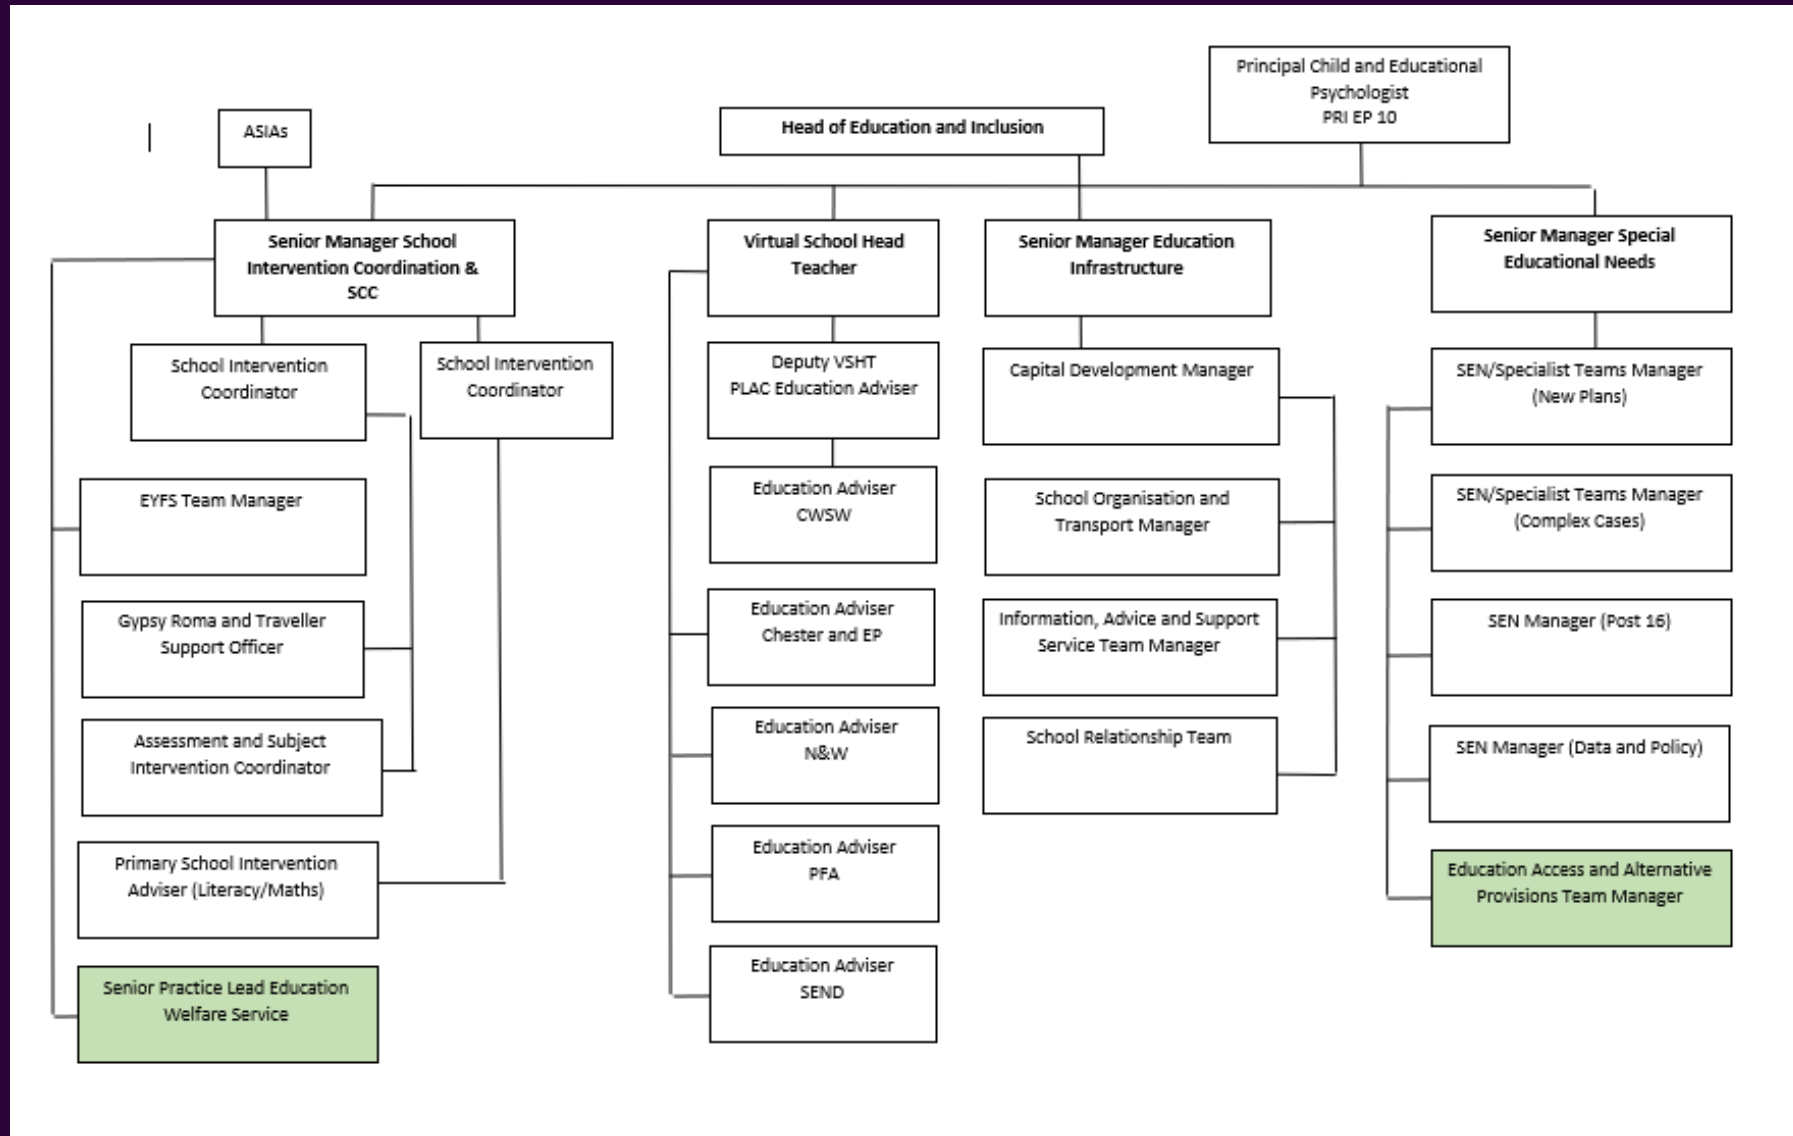 Principal Child and Educational
Psychologist
PRI EP 10
ASIAs
Head of Education and Inclusion
Senior Manager School
Intervention Coordination &
SCC
School Intervention
Coordinator
School Intervention
Coordinator
EYFS Team Manager
Gypsy Roma and Traveller
Support Officer
Assessment and Subject
Intervention Coordinator
Primary School Intervention
Adviser (Literacy/Maths)
Senior Practice Lead Education
Welfare Service
Virtual School Head
Teacher
Deputy VSHT
PLAC Education Adviser
Education Adviser
CWSW
Education Adviser
Chester and EP
Education Adviser
N&W
Education Adviser
PFA
Education Adviser
SEND
Senior Manager Education
Infrastructure
Capital Development Manager
School Organisation and
Transport Manager
Information, Advice and Support
Service Team Manager
School Relationship Team
Senior Manager Special
Educational Needs
SEN/Specialist Teams Manager
(New Plans)
SEN/Specialist Teams Manager
(Complex Cases)
SEN Manager (Post 16)
SEN Manager (Data and Policy)
Education Access and Alternative
Provisions Team Manager